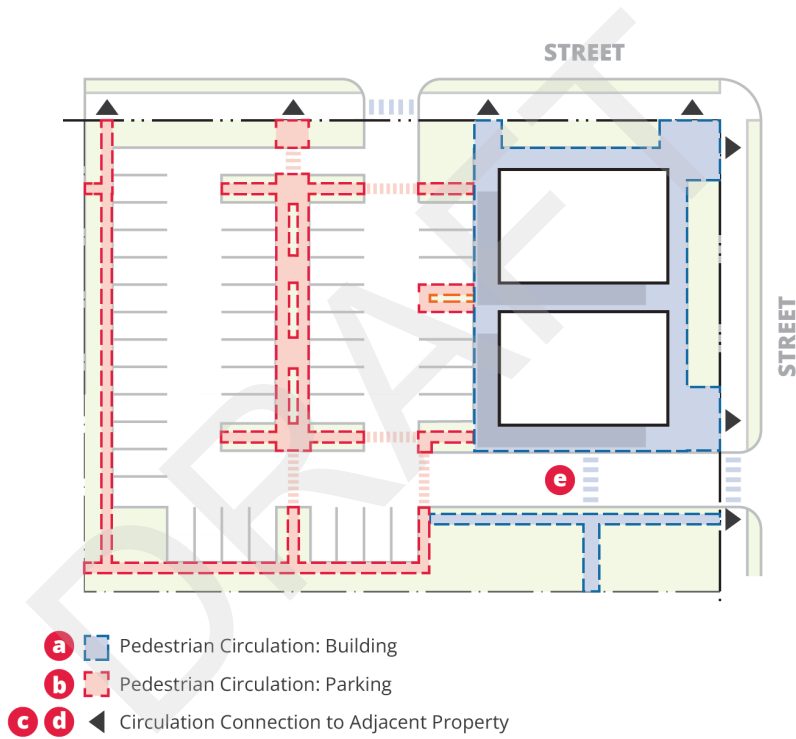 STREET
STREET
e
a Pedestrian Circulation: Building
b Pedestrian Circulation: Parking
c d Circulation Connection to Adjacent Property
DRAFT